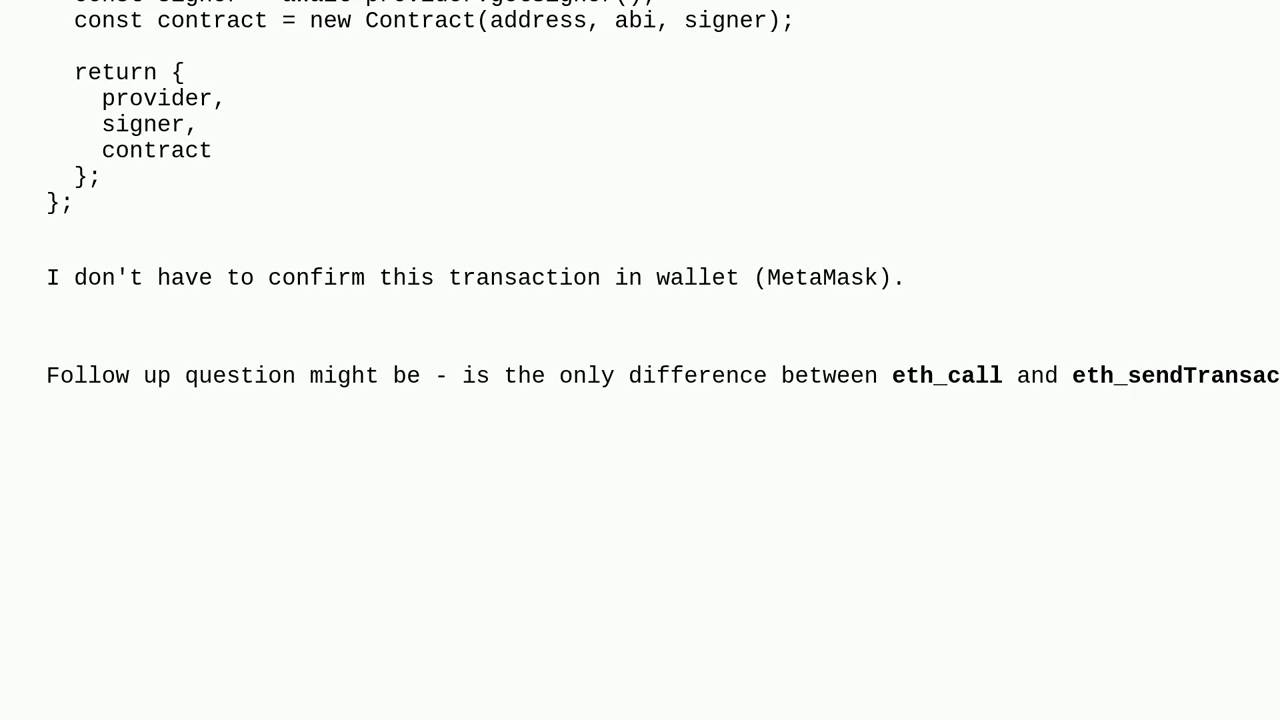 const contract = new Contract(address, abi, signer);
return {
provider,
signer,
contract
};
};
I don't have to confirm this transaction in wallet (MetaMask).
Follow up question might be - is the only difference between eth_call and eth_sendTransac